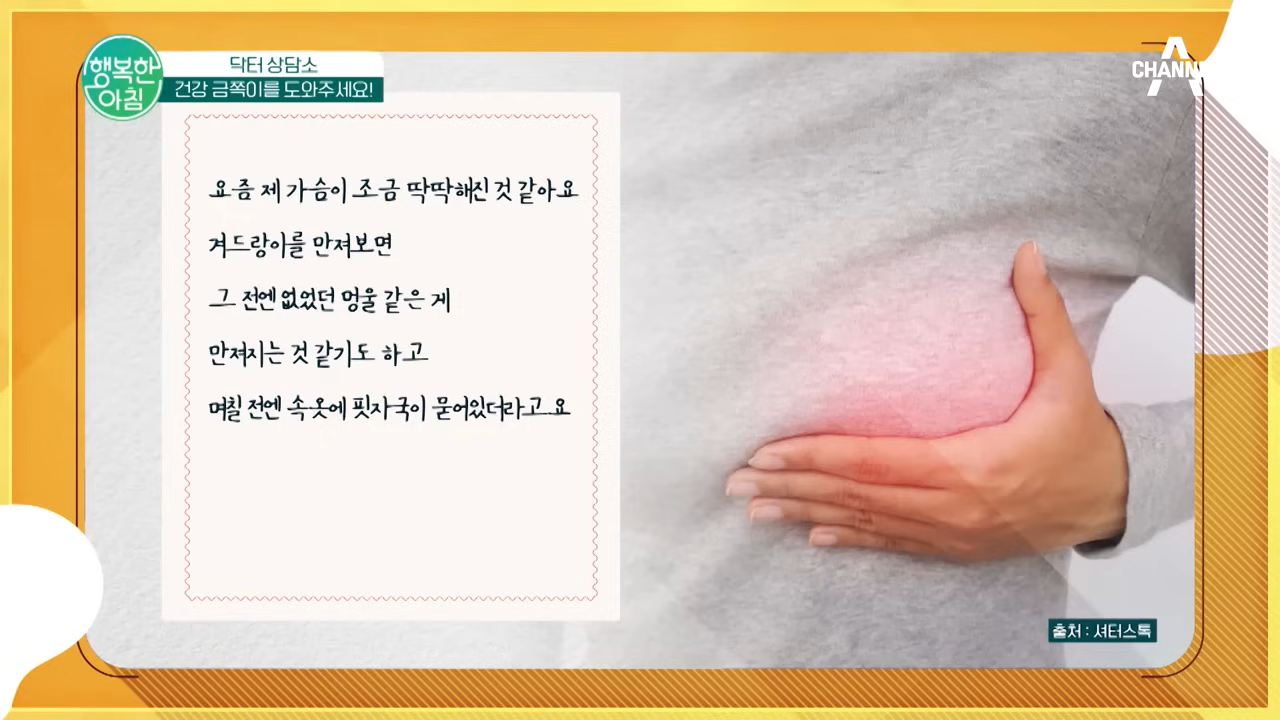 행복한
아침
닥터 상담소
건강 금쪽이를 도와주세요!
CHANN
요즘 제 가슴이 조금 딱딱해진 것 같아요
겨드랑이를 만져보면
그 전엔 없었던 멍울 같은 게
만져지는 것 같기도 하고
며칠 전엔 속옷에 핏자국이 묻어있더라고요
출처 : 셔터스톡